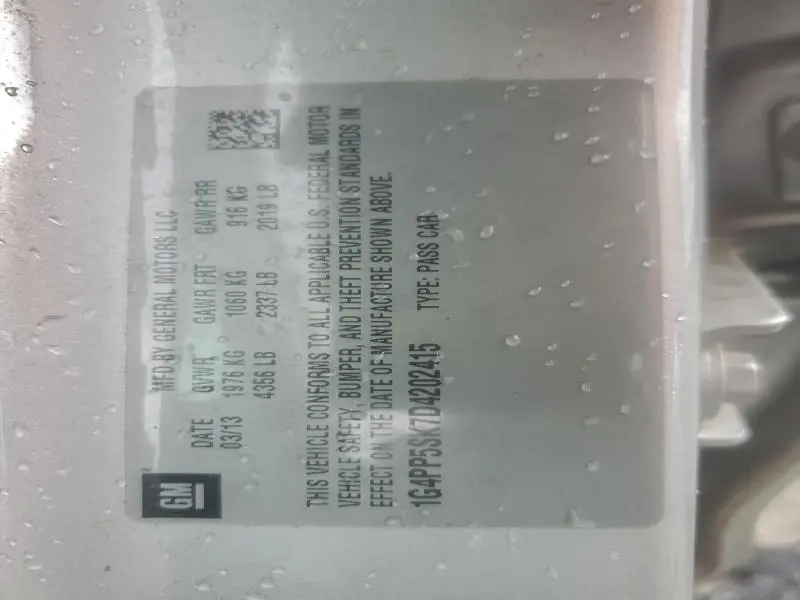 GM
MFD BY GENERAL MOTORS LLC
DATE GVWR GAWR FRT GAWR RR
03/13 1976 KG 1060 KG 916 KG
4356 LB 2337 LB 2019 LB
THIS VEHICLE CONFORMS TO ALL APPLICABLE U.S. FEDERAL MOTOR
VEHICLE SAFETY, BUMPER, AND THEFT PREVENTION STANDARDS IN
EFFECT ON THE DATE OF MANUFACTURE SHOWN ABOVE.
1G4PP5SK7D4202415 TYPE: PASS CAR